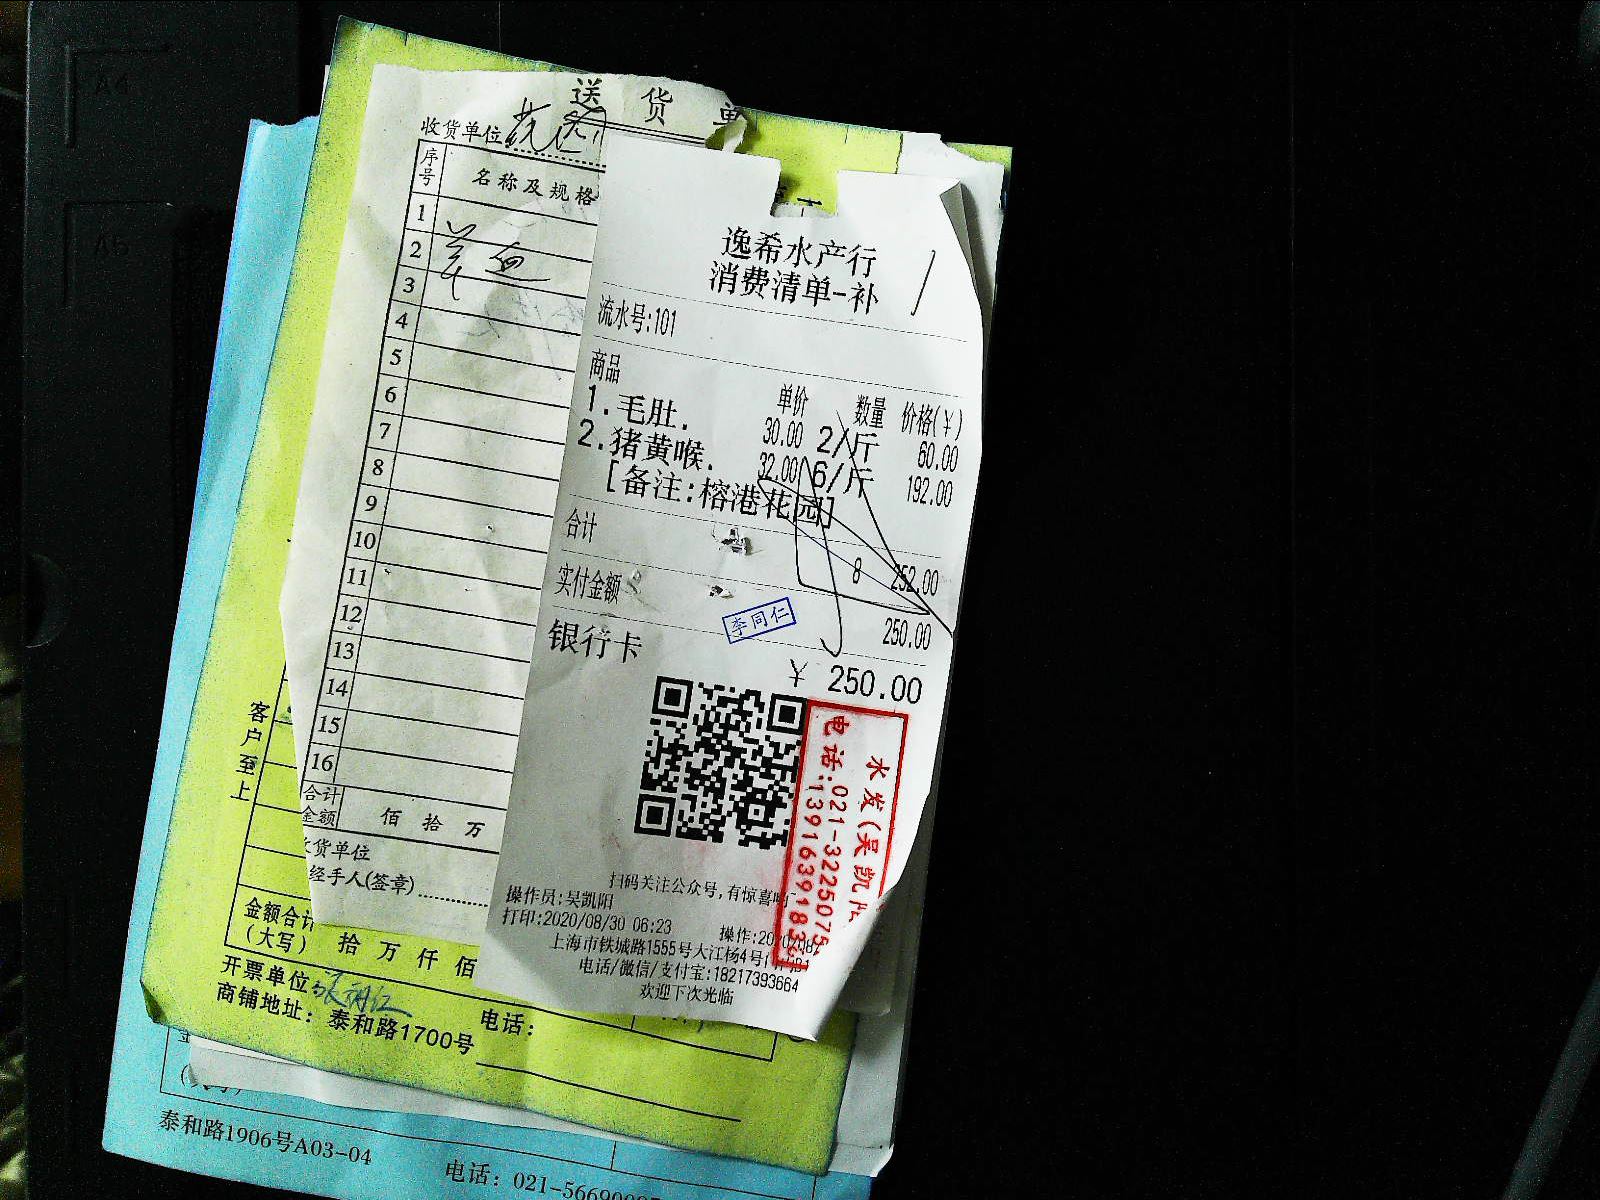 A4
A5
送货单
收货单位
序号 名称及规格
1
2
3
4
5
6
7
8
9
10
11
12
13
14
15
16
合计金额 佰 拾 万
货单位
经手人(签章)
逸希水产行
消费清单-补
流水号:101
商品 单价 数量 价格(¥)
1.毛肚. 30.00 2/斤 60.00
2.猪黄喉. 32.00 6/斤 192.00
[备注:榕港花园]
合计 8 252.00
实付金额 250.00
李同仁
银行卡 ¥ 250.00
水发(吴凯
电话:021-3225075
扫码关注公众号,有惊喜
操作员:吴凯阳
打印:2020/08/30 06:23 操作:20
上海市铁城路1555号大江杨4号
电话/微信/支付宝:18217393664
欢迎下次光临
客户至上
金额合计
(大写) 拾 万 仟 佰
开票单位:
商铺地址: 泰和路1700号 电话:
泰和路1906号A03-04
电话: 021-566900